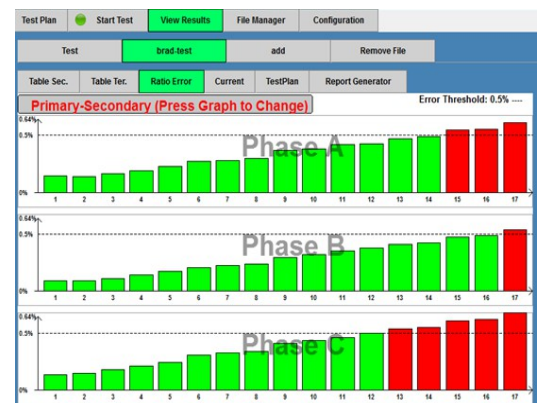 Test Plan Start Test View Results File Manager Configuration
Test brad-test add Remove File
Table Sec. Table Ter. Ratio Error Current TestPlan Report Generator
Primary-Secondary (Press Graph to Change) Error Threshold: 0.5% ----
0.64%
0.5%
Phase A
0%
1 2 3 4 5 6 7 8 9 10 11 12 13 14 15 16 17
0.64%
0.5%
Phase B
0%
1 2 3 4 5 6 7 8 9 10 11 12 13 14 15 16 17
0.64%
0.5%
Phase C
0%
1 2 3 4 5 6 7 8 9 10 11 12 13 14 15 16 17